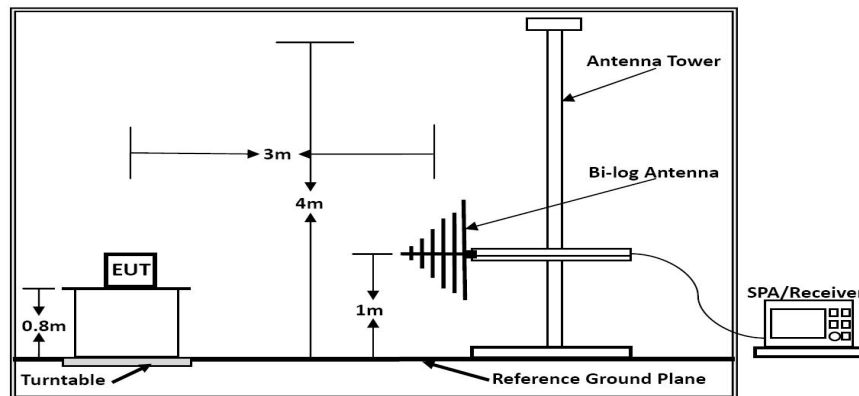 Antenna Tower
3m
Bi-log Antenna
4m
EUT
SPA/Receiver
0.8m
1m
Turntable
Reference Ground Plane